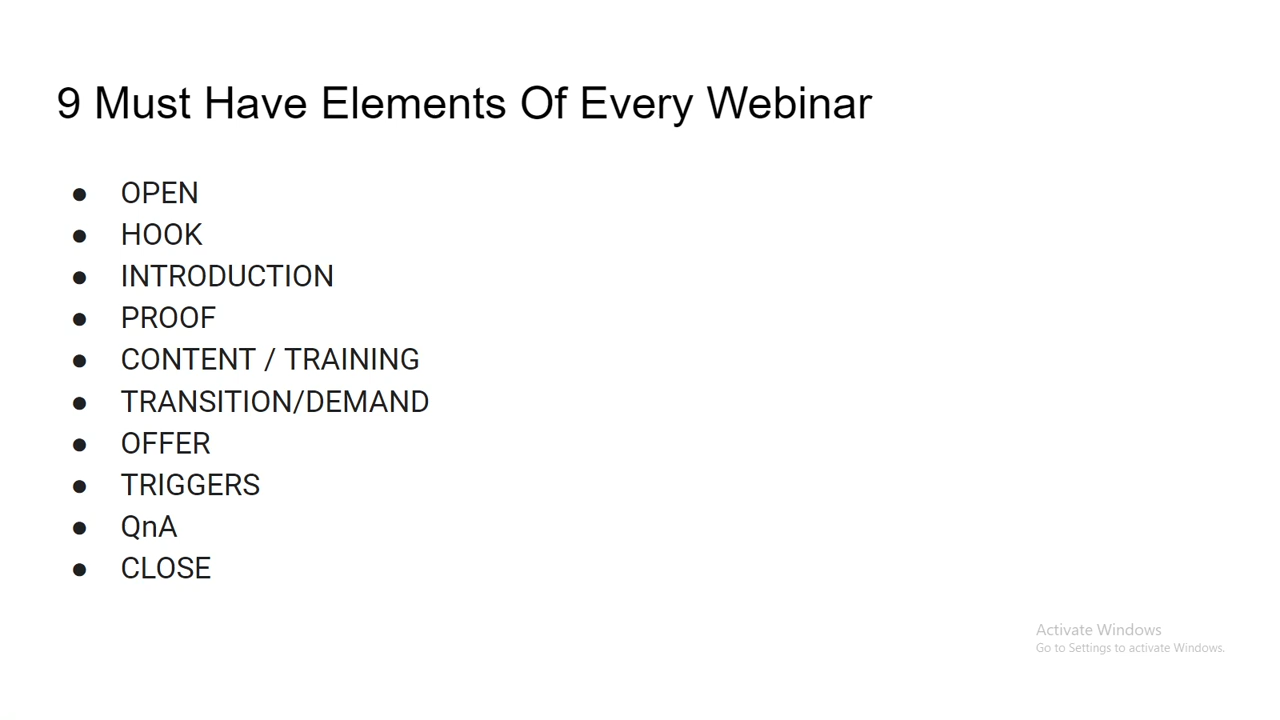 9 Must Have Elements Of Every Webinar
● OPEN
● HOOK
● INTRODUCTION
● PROOF
● CONTENT / TRAINING
● TRANSITION/DEMAND
● OFFER
● TRIGGERS
● QnA
● CLOSE
Activate Windows
Go to Settings to activate Windows.